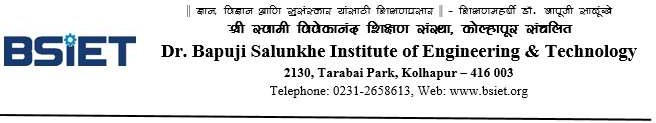 || ज्ञान, विज्ञान आणि सुसंस्कार यांसाठी शिक्षणप्रसार || - शिक्षणमहर्षी डॉ. बापूजी साळुंखे
श्री स्वामी विवेकानंद शिक्षण संस्था, कोल्हापूर संचलित
BSIET
Dr. Bapuji Salunkhe Institute of Engineering & Technology
2130, Tarabai Park, Kolhapur – 416 003
Telephone: 0231-2658613, Web: www.bsiet.org